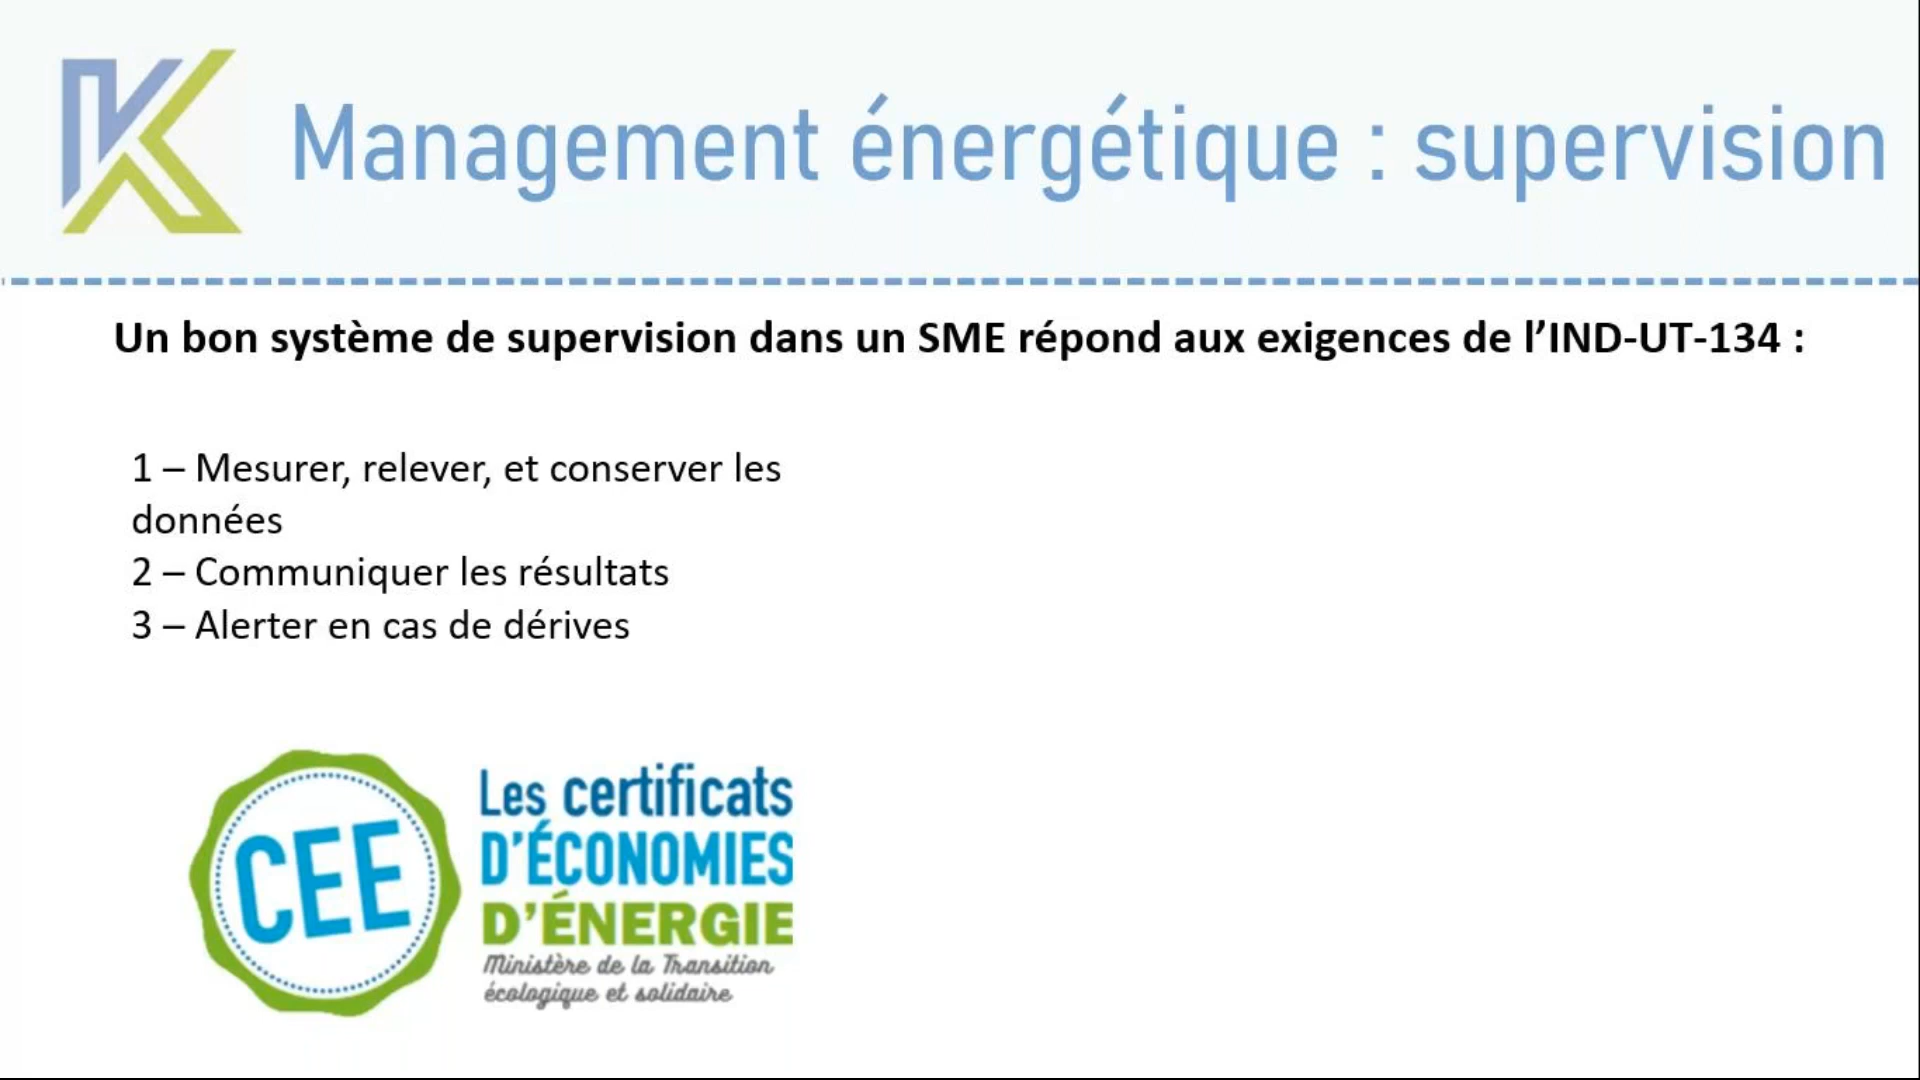 Management énergétique : supervision
Un bon système de supervision dans un SME répond aux exigences de l’IND-UT-134 :
1 – Mesurer, relever, et conserver les
données
2 – Communiquer les résultats
3 – Alerter en cas de dérives
CEE
Les certificats
D'ÉCONOMIES
D'ÉNERGIE
Ministère de la Transition
écologique et solidaire